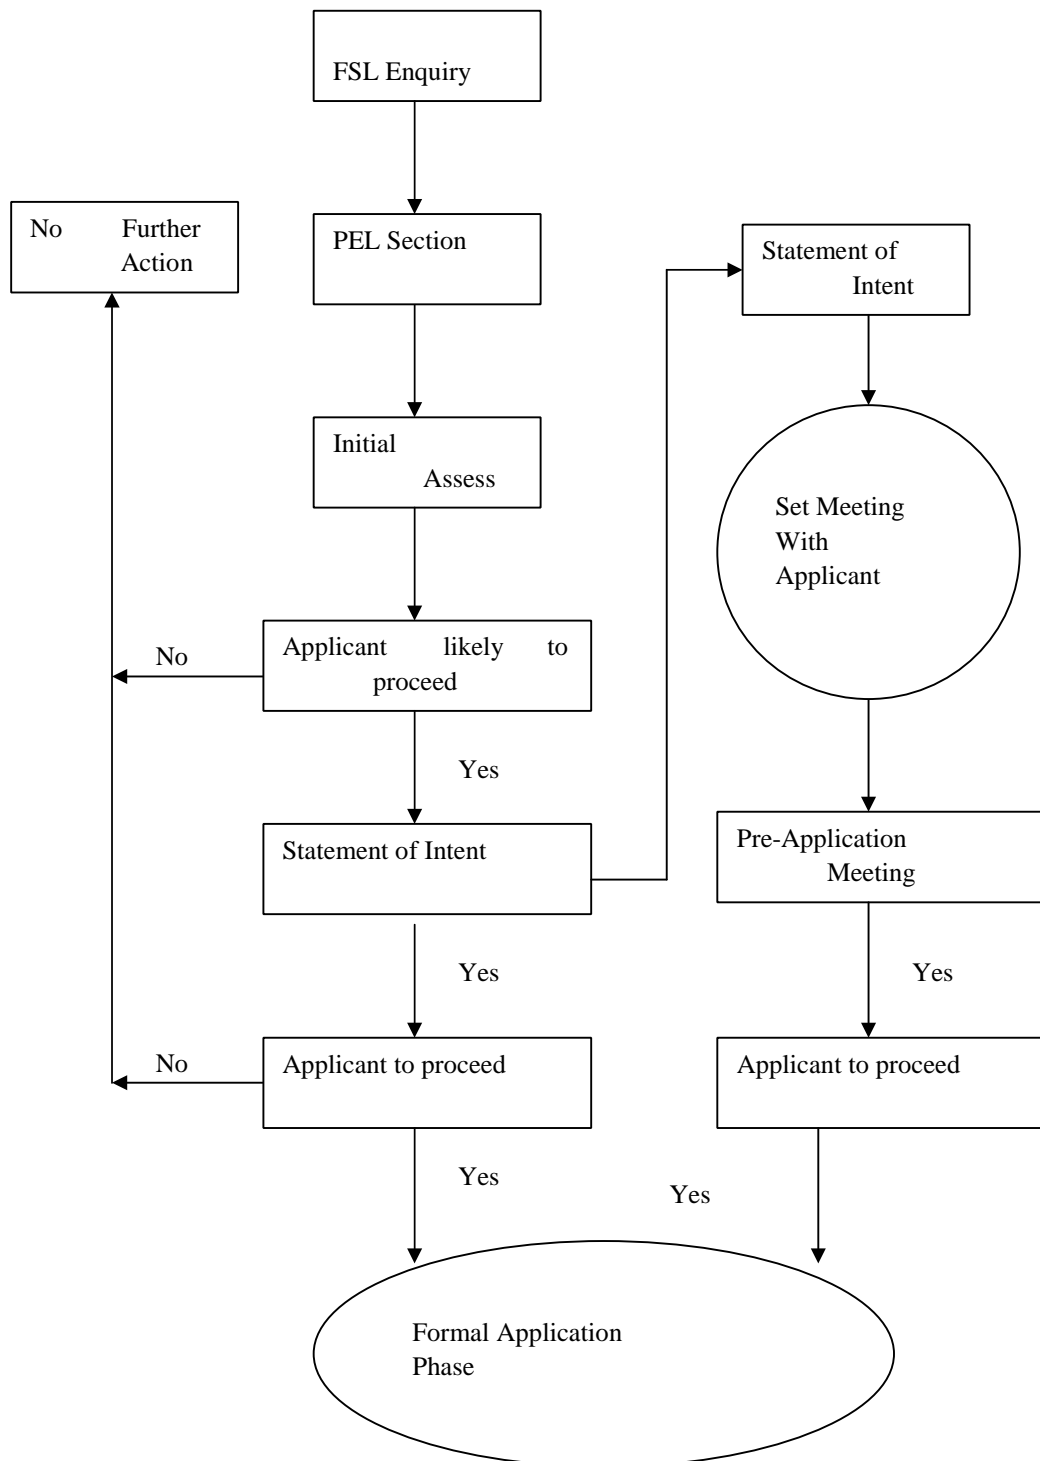 FSL Enquiry
No Further
Action
PEL Section
Statement of
Intent
Initial
Assess
Set Meeting
With
Applicant
No
Applicant likely to
proceed
Yes
Statement of Intent
Pre-Application
Meeting
Yes
Yes
No
Applicant to proceed
Applicant to proceed
Yes
Yes
Formal Application
Phase